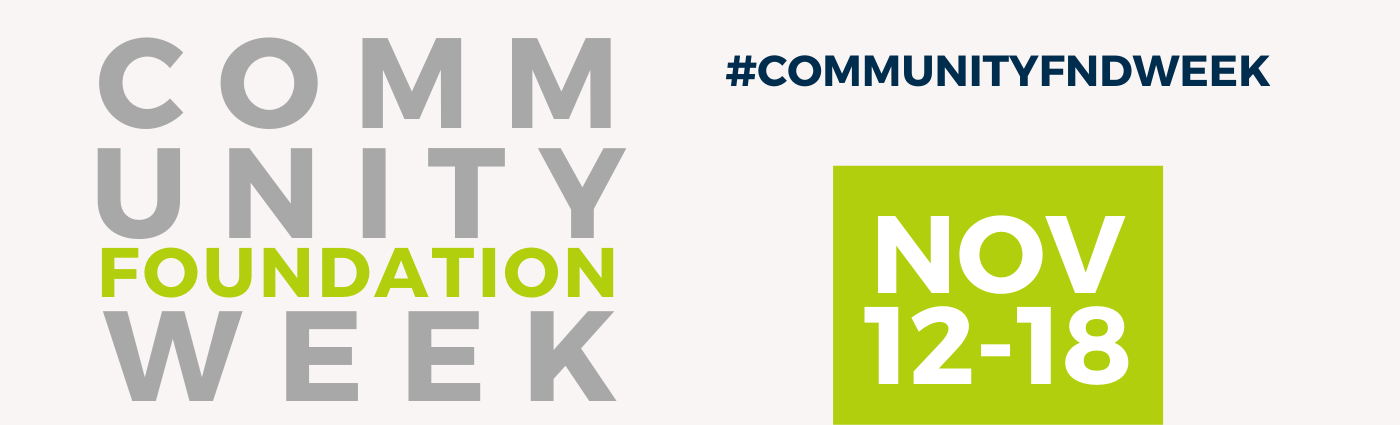 COMM
UNITY
FOUNDATION
WEEK
#COMMUNITYFNDWEEK
NOV
12-18